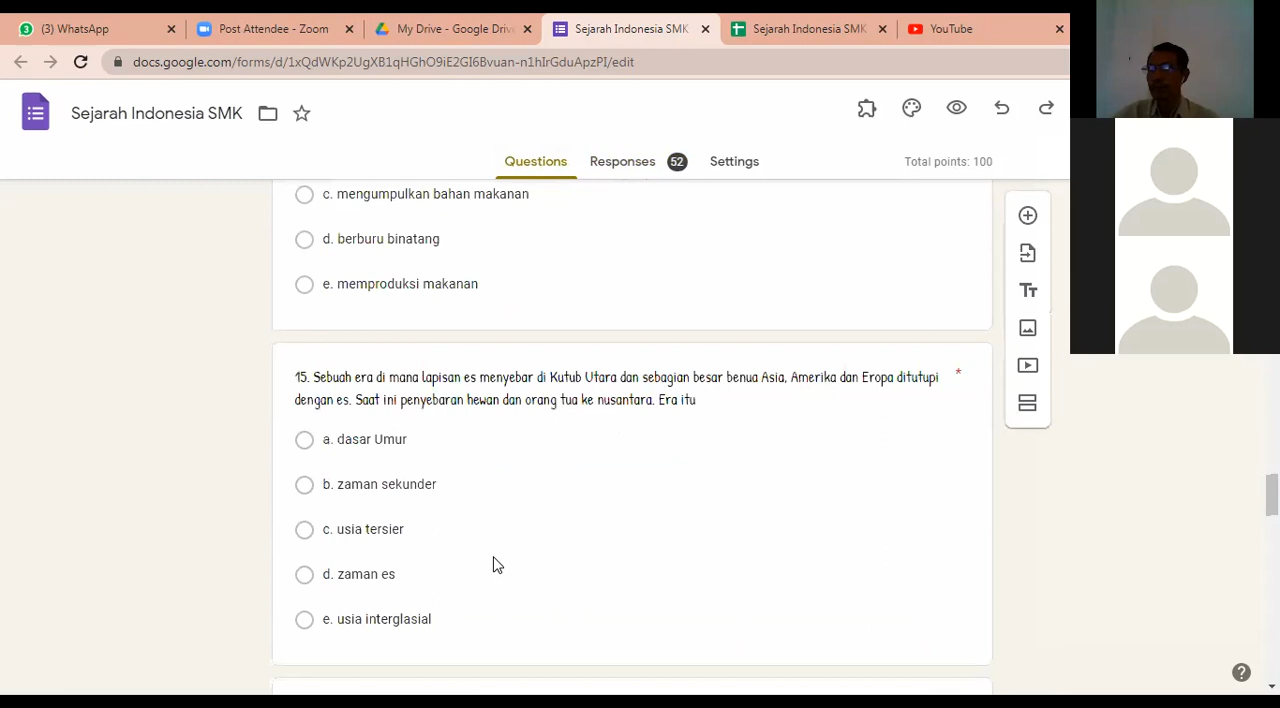 3
(3) WhatsApp
Post Attendee - Zoom
My Drive - Google Driv
Sejarah Indonesia SMK
Sejarah Indonesia SMK
YouTube
docs.google.com/forms/d/1xQdWKp2UgXB1qHGhO9iE2GI6Bvuan-n1hIrGduApzPI/edit
Sejarah Indonesia SMK
Questions
Responses 52
Settings
Total points: 100
c. mengumpulkan bahan makanan
d. berburu binatang
e. memproduksi makanan
15. Sebuah era di mana lapisan es menyebar di Kutub Utara dan sebagian besar benua Asia, Amerika dan Eropa ditutupi *
dengan es. Saat ini penyebaran hewan dan orang tua ke nusantara. Era itu
a. dasar Umur
b. zaman sekunder
c. usia tersier
d. zaman es
e. usia interglasial